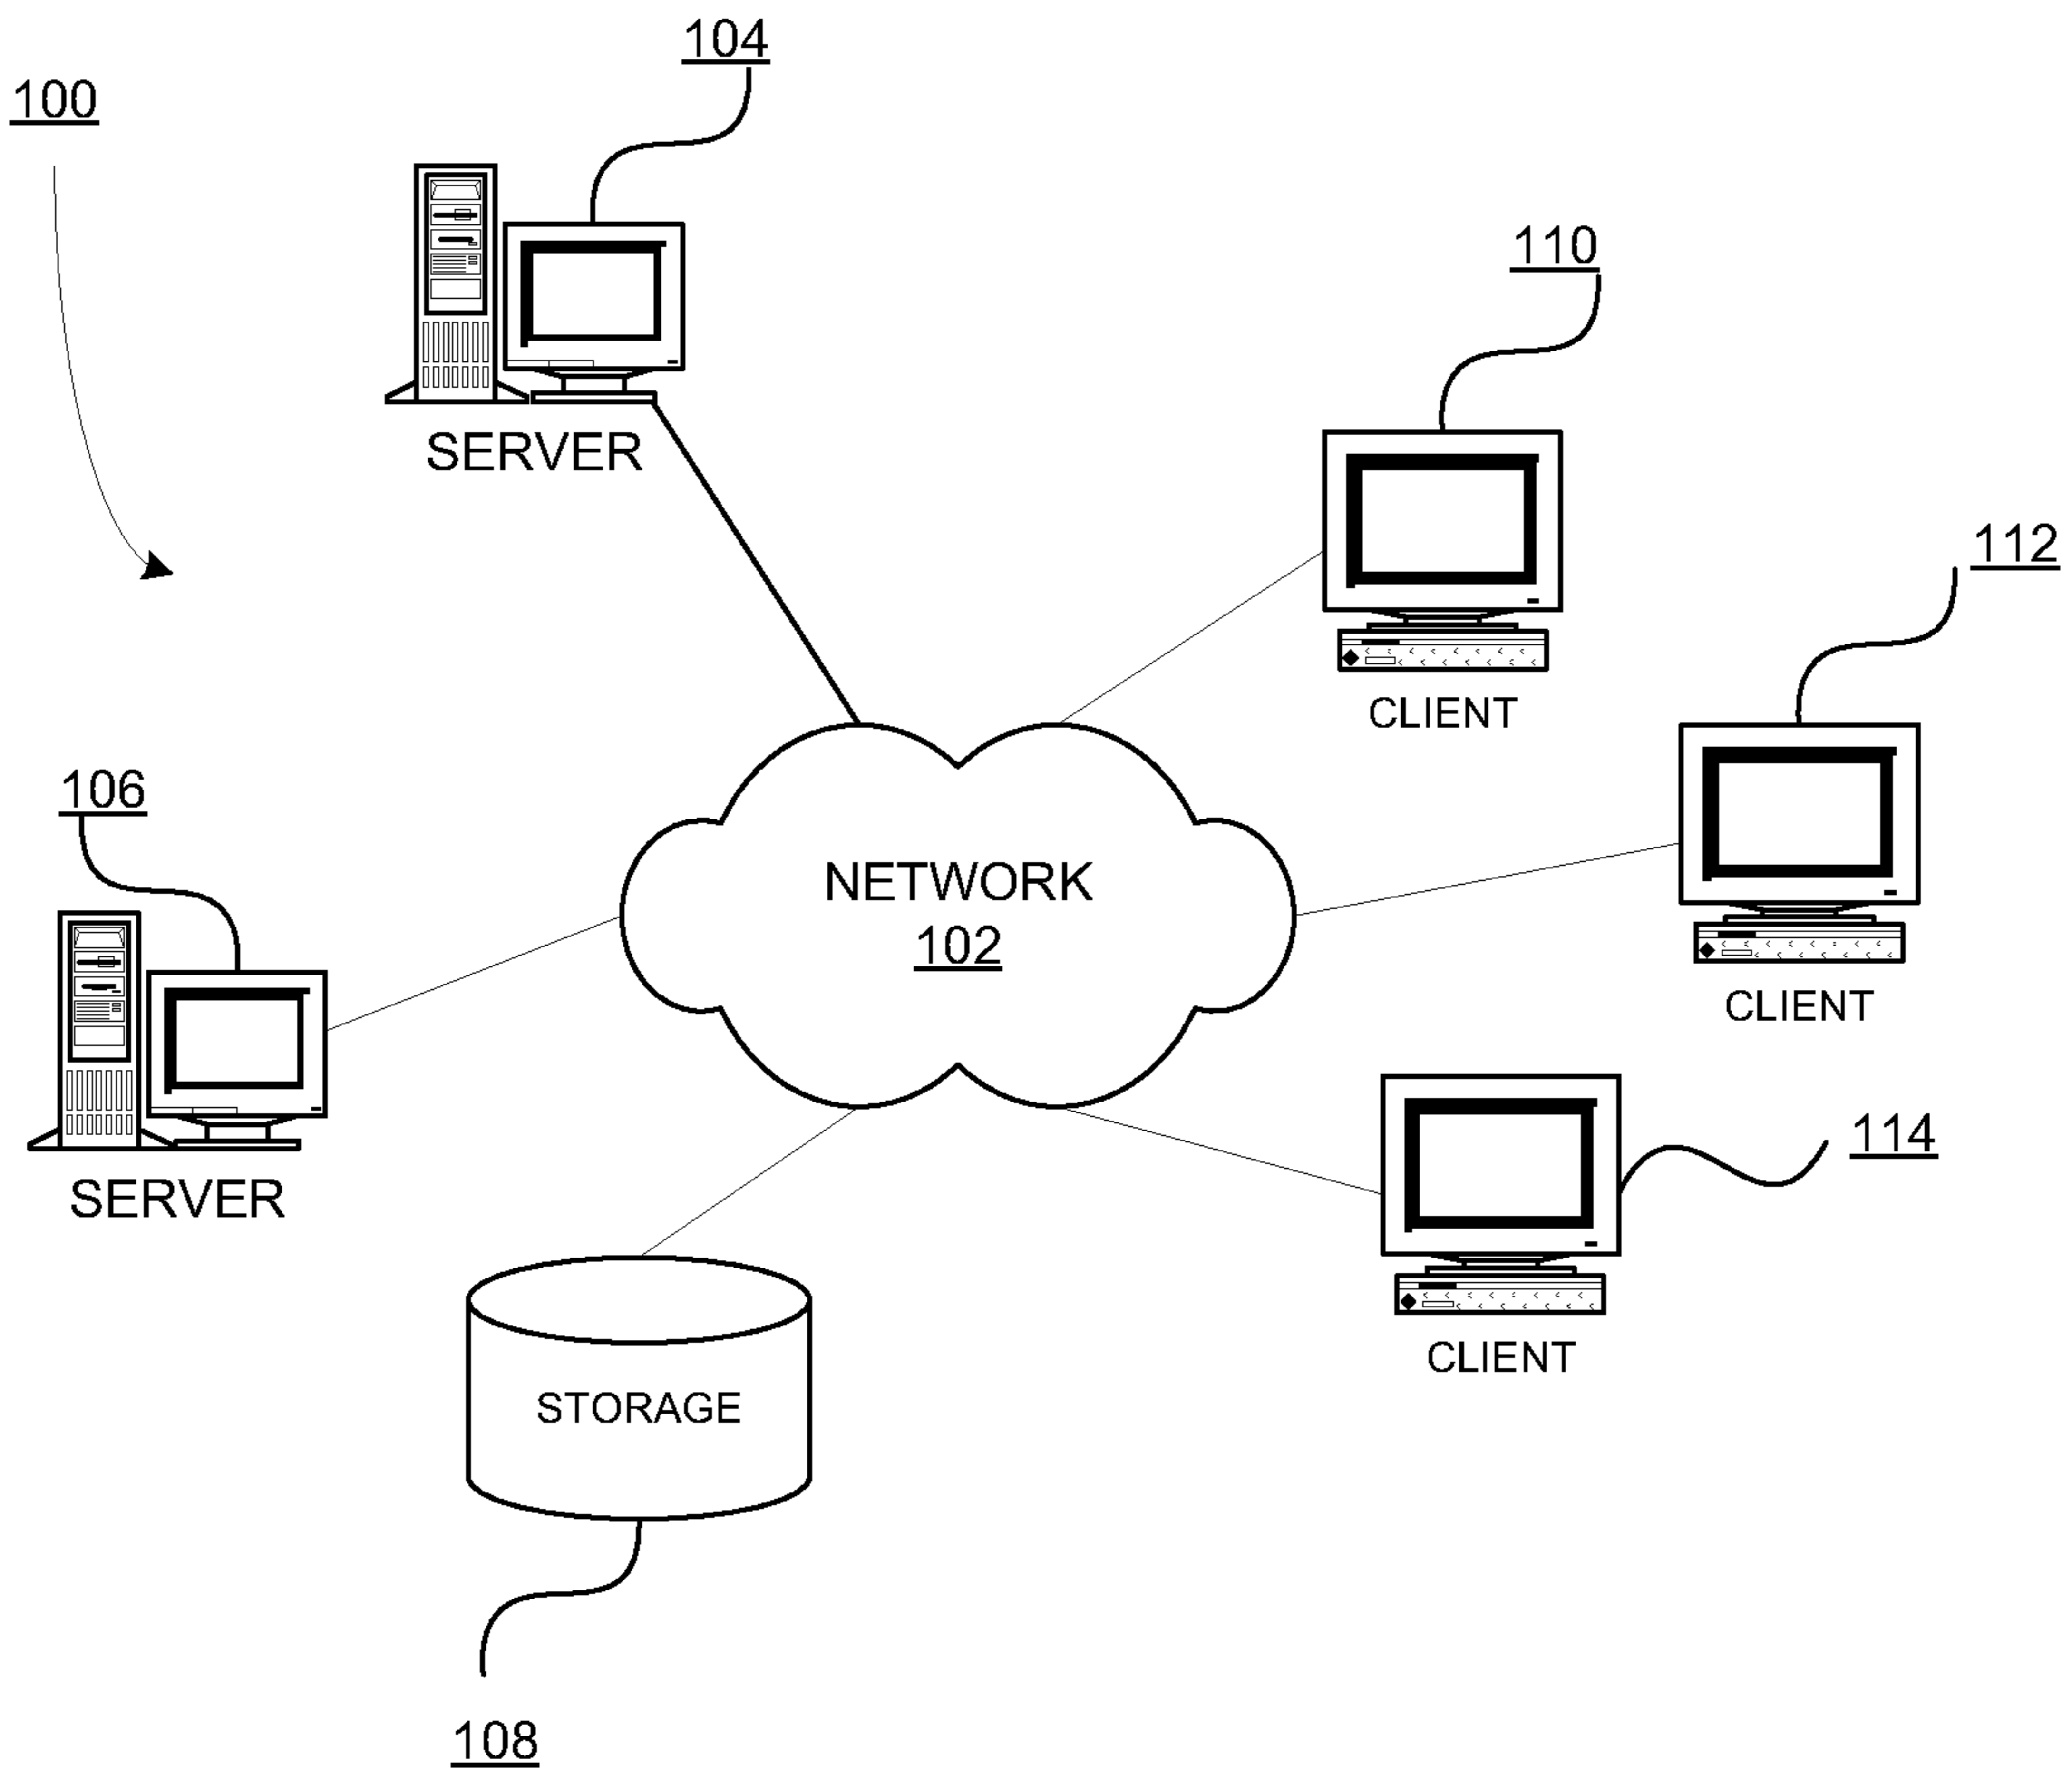 104
100
SERVER
110
CLIENT
112
CLIENT
NETWORK
102
106
SERVER
114
CLIENT
STORAGE
108